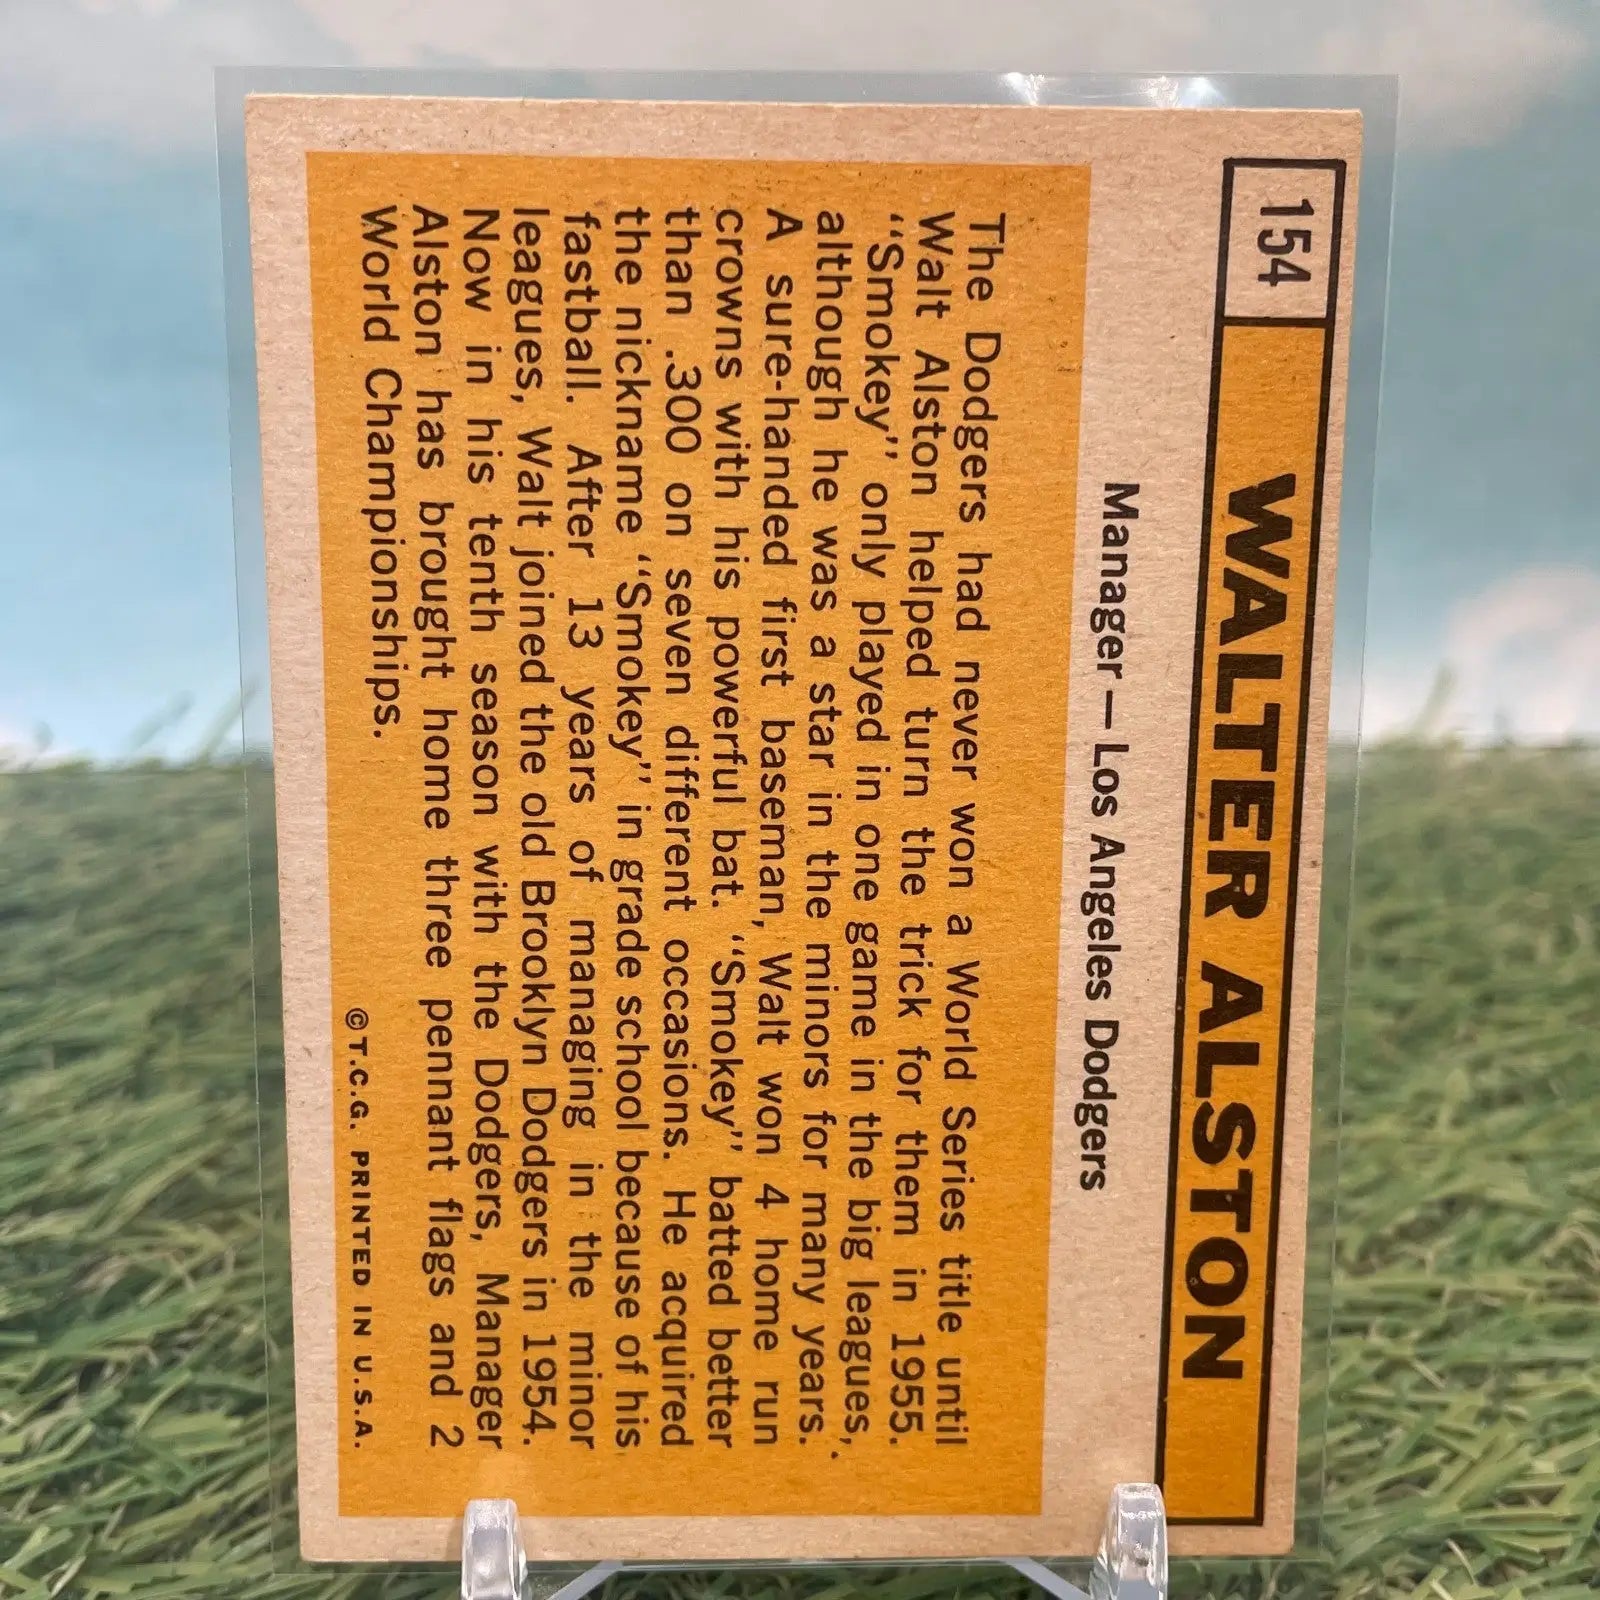 154
WALTER ALSTON
Manager — Los Angeles Dodgers
The Dodgers had never won a World Series title until
Walt Alston helped turn the trick for them in 1955.
"Smokey" only played in one game in the big leagues,
although he was a star in the minors for many years.
A sure-handed first baseman, Walt won 4 home run
crowns with his powerful bat. "Smokey" batted better
than .300 on seven different occasions. He acquired
the nickname "Smokey" in grade school because of his
fastball. After 13 years of managing in the minor
leagues, Walt joined the old Brooklyn Dodgers in 1954.
Now in his tenth season with the Dodgers, Manager
Alston has brought home three pennant flags and 2
World Championships.
© T.C.G. PRINTED IN U.S.A.